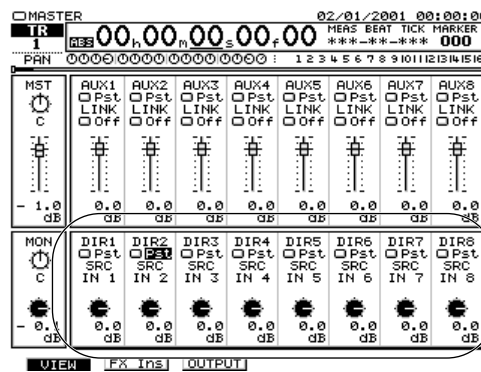 MASTER 02/01/2001 00:00:00
TR 1 ABS 00h00m00s00f00 MEAS BEAT TICK MARKER
***-**-*** 000
PAN 1 2 3 4 5 6 7 8 9 10 11 12 13 14 15 16
MST AUX1 AUX2 AUX3 AUX4 AUX5 AUX6 AUX7 AUX8
Pst Pst Pst Pst Pst Pst Pst Pst
LINK LINK LINK LINK LINK LINK LINK LINK
C Off Off Off Off Off Off Off Off
- 1.0 0.0 0.0 0.0 0.0 0.0 0.0 0.0 0.0
dB dB dB dB dB dB dB dB dB
MON DIR1 DIR2 DIR3 DIR4 DIR5 DIR6 DIR7 DIR8
Pst Pst Pst Pst Pst Pst Pst Pst
SRC SRC SRC SRC SRC SRC SRC SRC
C IN 1 IN 2 IN 3 IN 4 IN 5 IN 6 IN 7 IN 8
- 0.1 0.0 0.0 0.0 0.0 0.0 0.0 0.0 0.0
dB dB dB dB dB dB dB dB dB
VIEW FX Ins OUTPUT